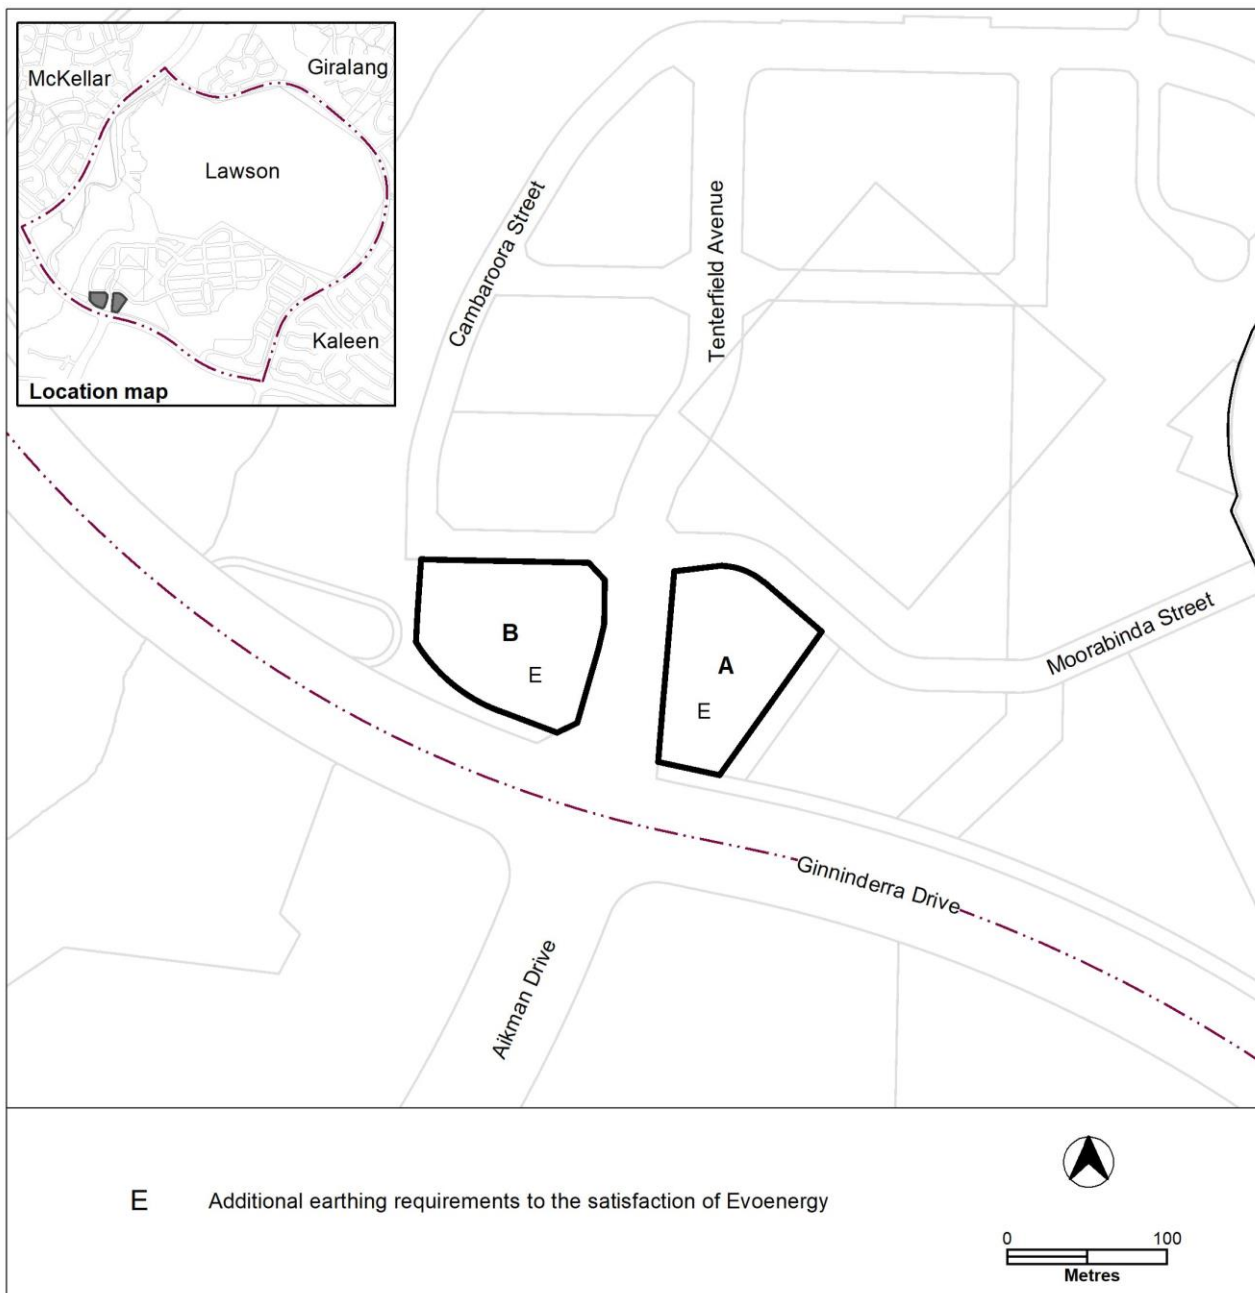 McKellar
Giralang
Lawson
Kaleen
Location map
Cambaroora Street
Tenterfield Avenue
B
E
A
E
Moorabinda Street
Ginninderra Drive
Aikman Drive
E Additional earthing requirements to the satisfaction of Evoenergy
0 100
Metres